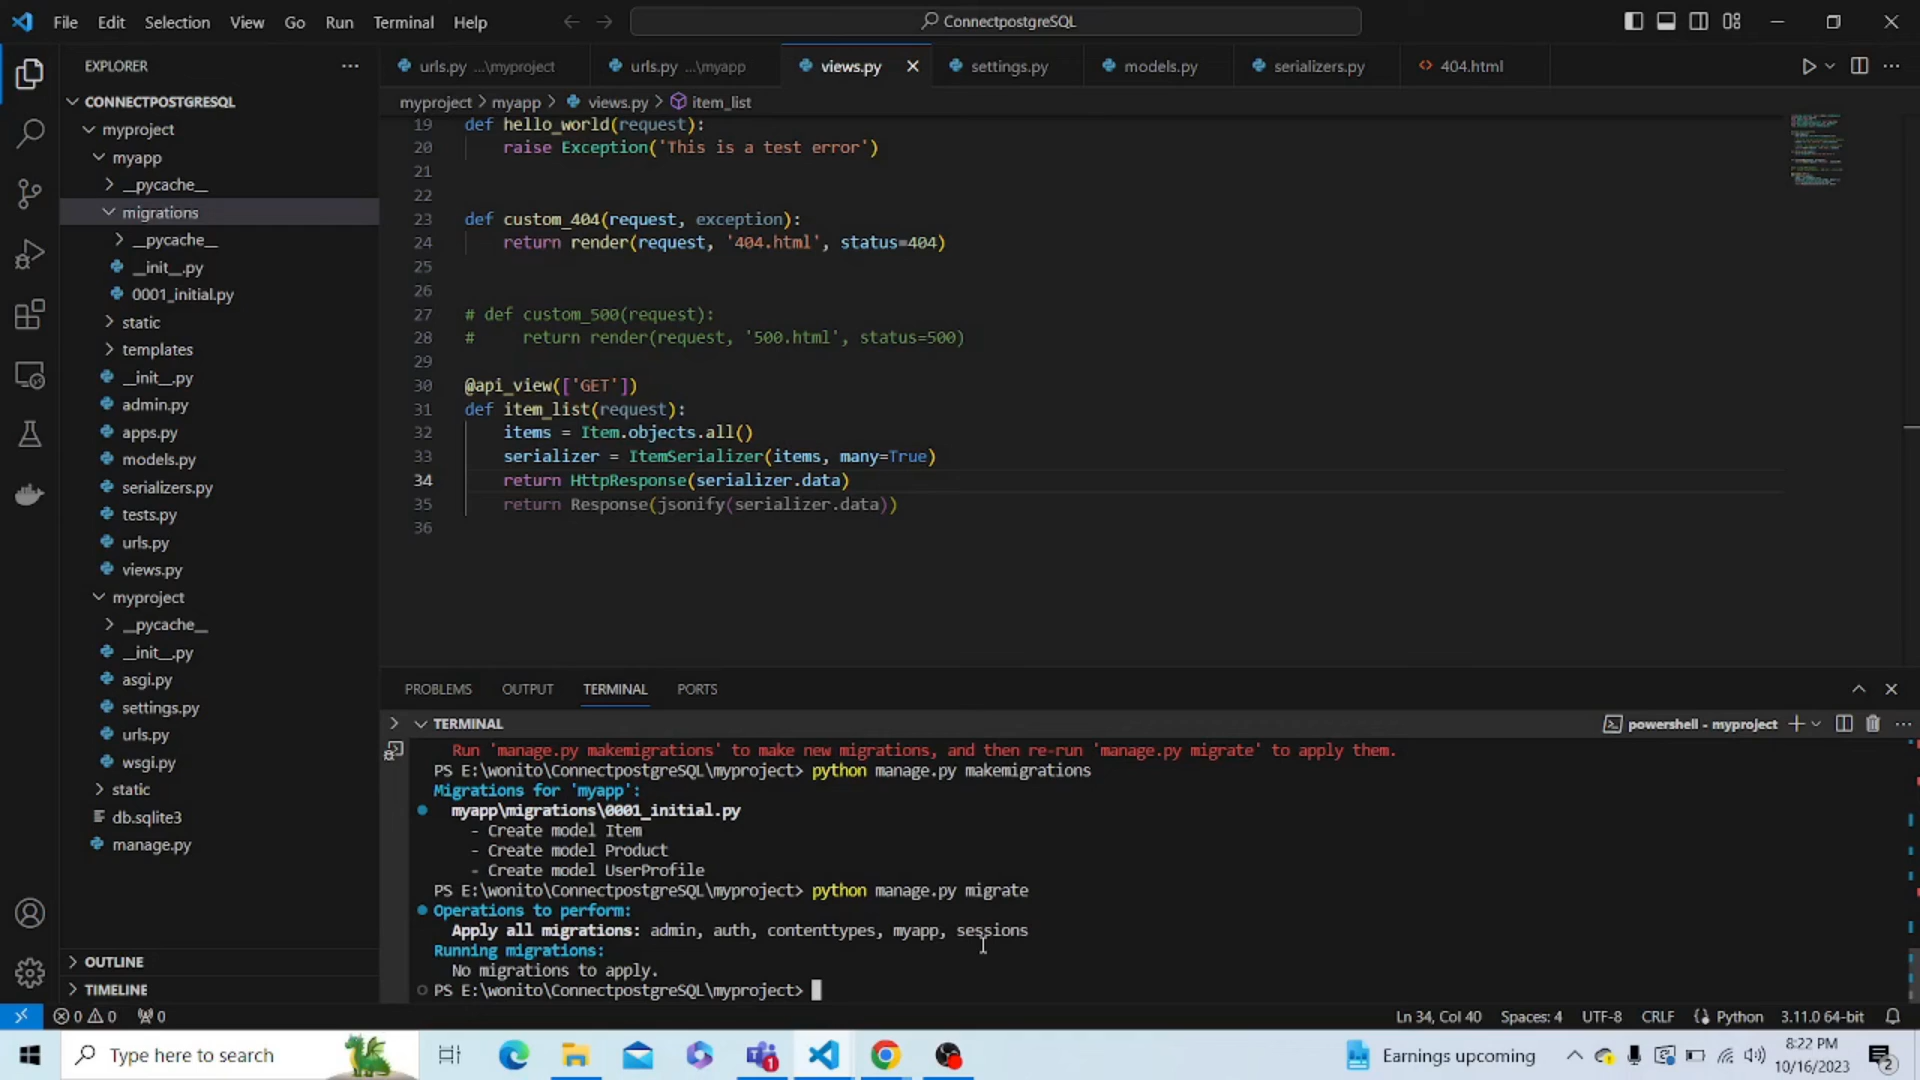 File Edit Selection View Go Run Terminal Help
ConnectpostgreSQL
EXPLORER
CONNECTPOSTGRESQL
myproject
myapp
__pycache__
migrations
__pycache__
__init__.py
0001_initial.py
static
templates
__init__.py
admin.py
apps.py
models.py
serializers.py
tests.py
urls.py
views.py
myproject
__pycache__
__init__.py
asgi.py
settings.py
urls.py
wsgi.py
static
db.sqlite3
manage.py
OUTLINE
TIMELINE
urls.py ...\myproject
urls.py ...\myapp
views.py
settings.py
models.py
serializers.py
404.html
myproject > myapp > views.py > item_list
19 def hello_world(request):
20 raise Exception('This is a test error')
21
22
23 def custom_404(request, exception):
24 return render(request, '404.html', status=404)
25
26
27 # def custom_500(request):
28 #     return render(request, '500.html', status=500)
29
30 @api_view(['GET'])
31 def item_list(request):
32 items = Item.objects.all()
33 serializer = ItemSerializer(items, many=True)
34 return HttpResponse(serializer.data)
35 return Response(jsonify(serializer.data))
36
PROBLEMS OUTPUT TERMINAL PORTS
TERMINAL
powershell - myproject
Run 'manage.py makemigrations' to make new migrations, and then re-run 'manage.py migrate' to apply them.
PS E:\wonito\ConnectpostgreSQL\myproject> python manage.py makemigrations
Migrations for 'myapp':
myapp\migrations\0001_initial.py
- Create model Item
- Create model Product
- Create model UserProfile
PS E:\wonito\ConnectpostgreSQL\myproject> python manage.py migrate
Operations to perform:
Apply all migrations: admin, auth, contenttypes, myapp, sessions
Running migrations:
No migrations to apply.
PS E:\wonito\ConnectpostgreSQL\myproject>
0 0 0
Ln 34, Col 40 Spaces: 4 UTF-8 CRLF Python 3.11.0 64-bit
Type here to search
1
Earnings upcoming
8:22 PM
10/16/2023
2